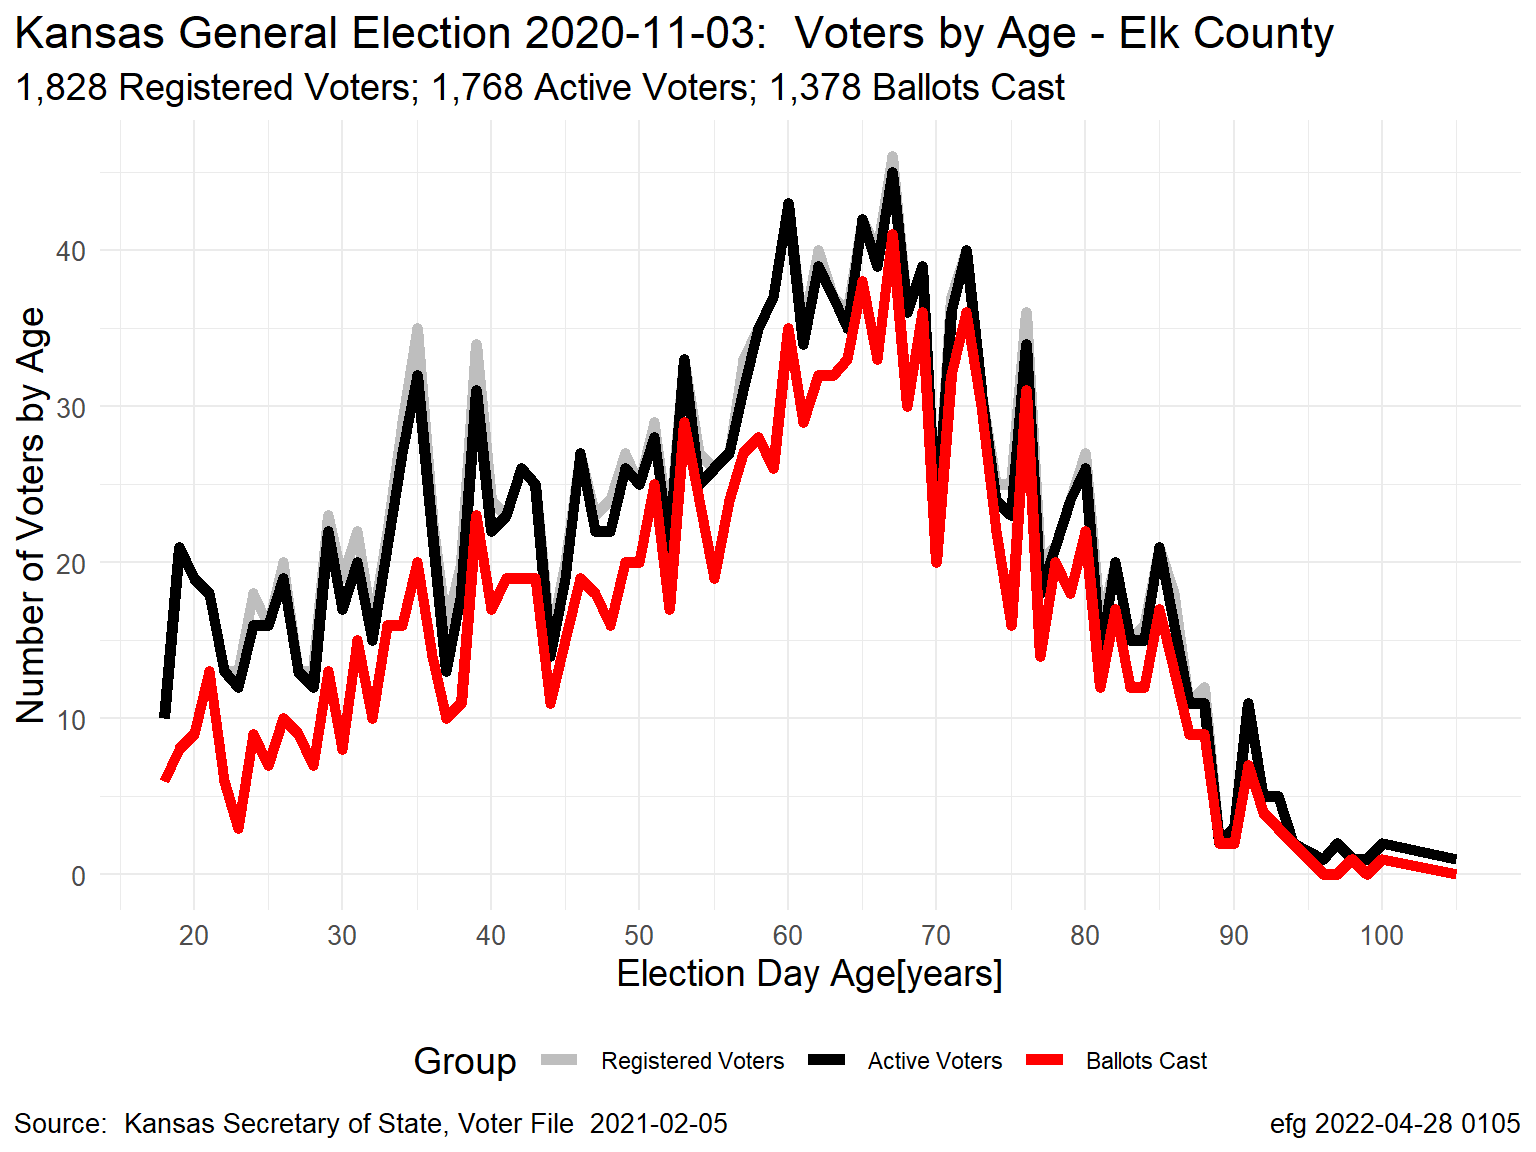 Kansas General Election 2020-11-03:  Voters by Age - Elk County
1,828 Registered Voters; 1,768 Active Voters; 1,378 Ballots Cast
Number of Voters by Age
40
30
20
10
0
20 30 40 50 60 70 80 90 100
Election Day Age[years]
Group Registered Voters Active Voters Ballots Cast
Source:  Kansas Secretary of State, Voter File  2021-02-05 efg 2022-04-28 0105